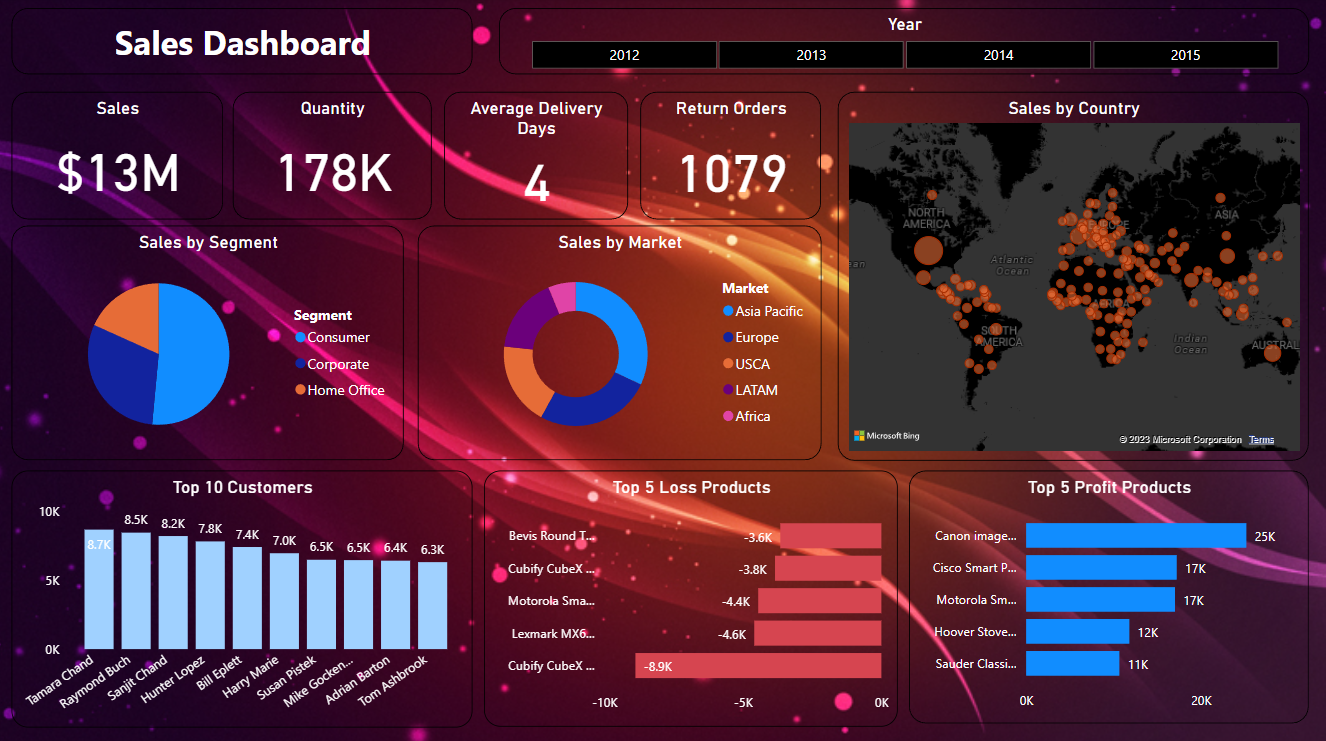 Sales Dashboard
Year
2012
2013
2014
2015
Sales
$13M
Quantity
178K
Average Delivery
Days
4
Return Orders
1079
Sales by Country
NORTH
AMERICA
EUROPE
ASIA
Atlantic
Ocean
ean
AFRICA
SOUTH
AMERICA
Indian
Ocean
AUSTRAL
Microsoft Bing
© 2023 Microsoft Corporation Terms
Sales by Segment
Segment
Consumer
Corporate
Home Office
Sales by Market
Market
Asia Pacific
Europe
USCA
LATAM
Africa
Top 10 Customers
10K
5K
0K
8.7K
8.5K
8.2K
7.8K
7.4K
7.0K
6.5K
6.5K
6.4K
6.3K
Tamara Chand
Raymond Buch
Sanjit Chand
Hunter Lopez
Bill Eplett
Harry Marie
Susan Pistek
Mike Gocken...
Adrian Barton
Tom Ashbrook
Top 5 Loss Products
Bevis Round T... -3.6K
Cubify CubeX ... -3.8K
Motorola Sma... -4.4K
Lexmark MX6... -4.6K
Cubify CubeX ... -8.9K
-10K -5K 0K
Top 5 Profit Products
Canon image... 25K
Cisco Smart P... 17K
Motorola Sm... 17K
Hoover Stove... 12K
Sauder Classi... 11K
0K 20K